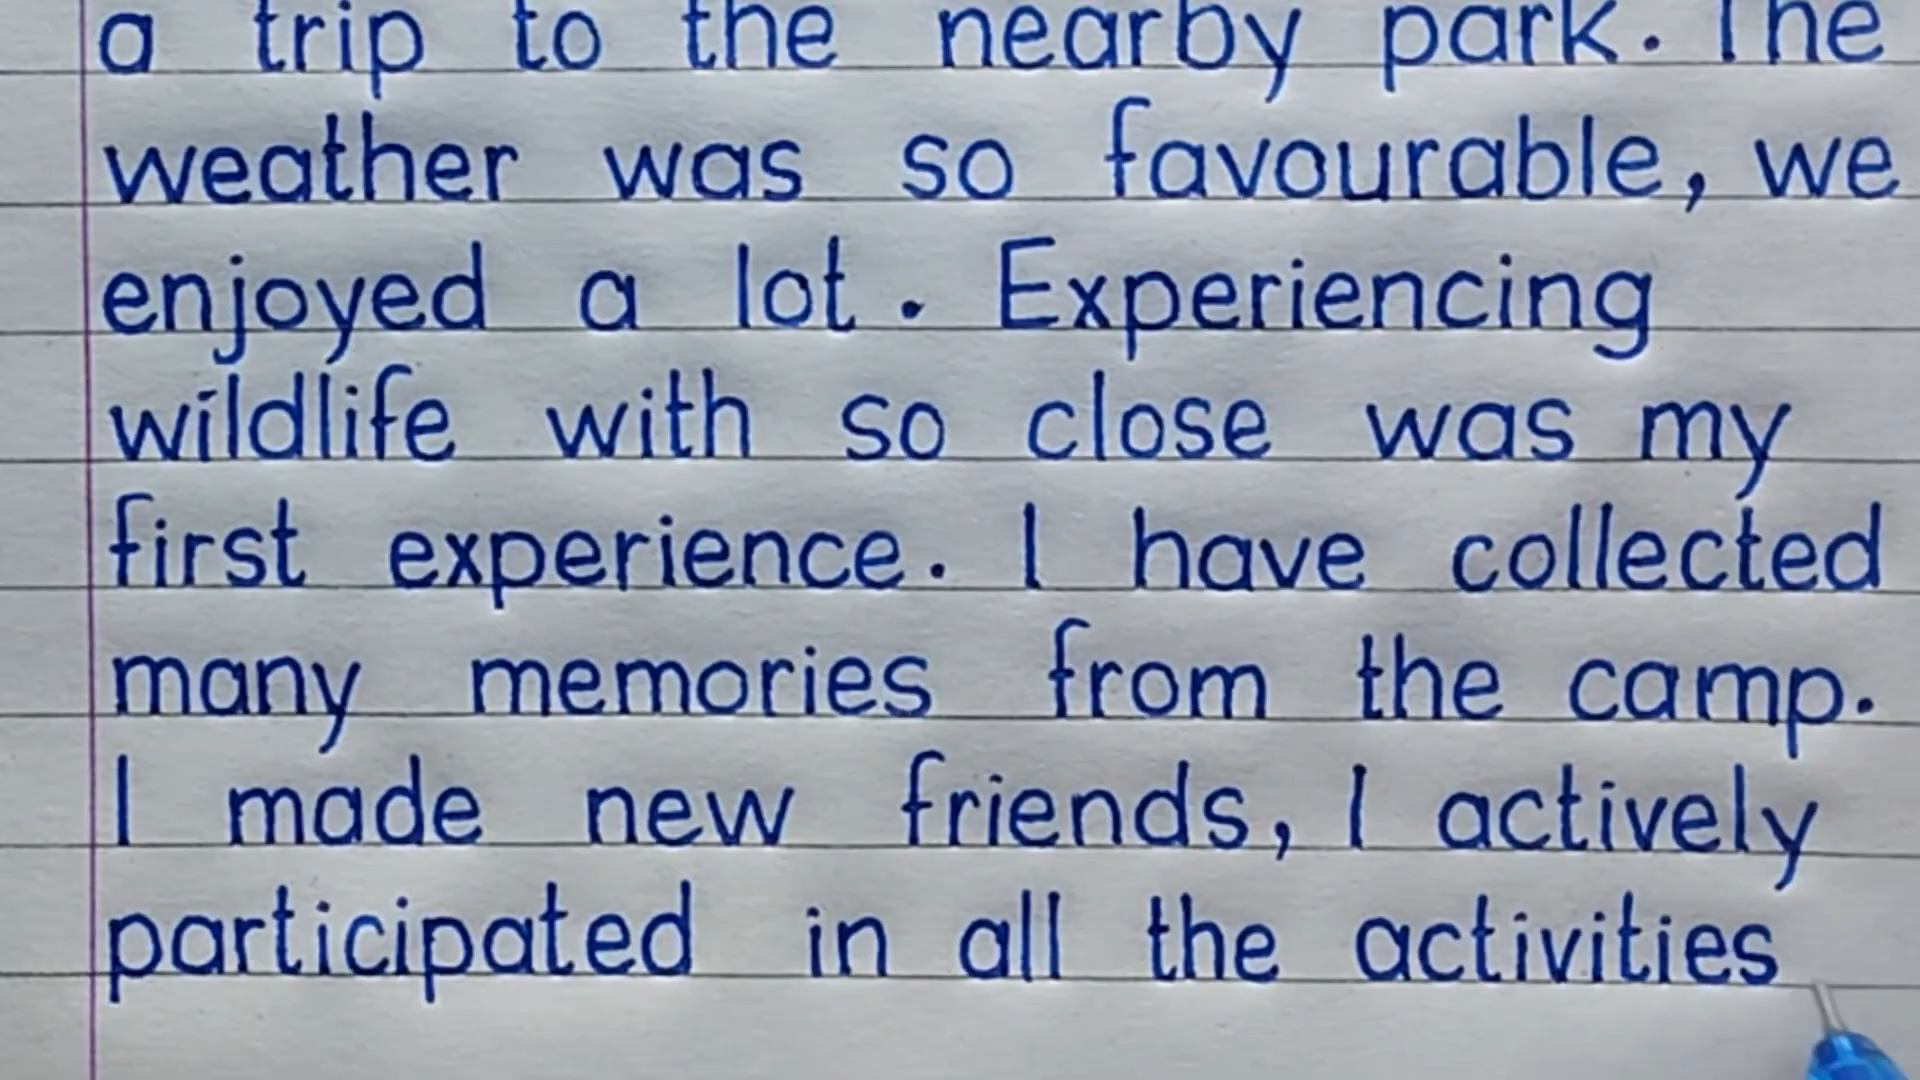 a trip to the nearby park. The
weather was so favourable, we
enjoyed a lot. Experiencing
wildlife with so close was my
first experience. I have collected
many memories from the camp.
I made new friends, I actively
participated in all the activities